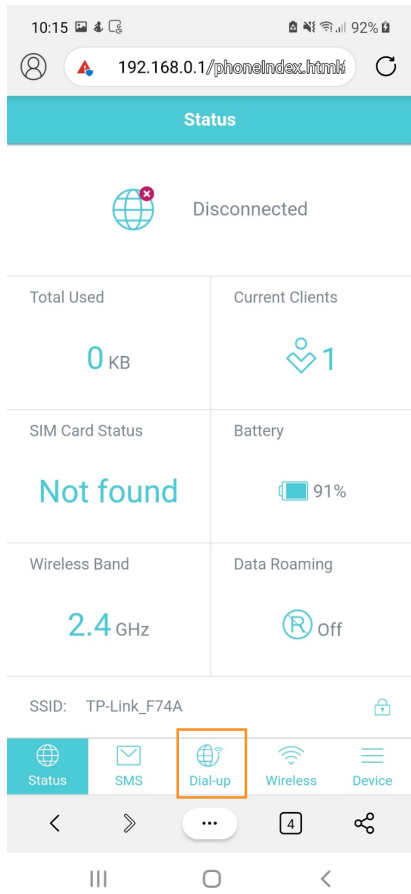 10:15 92%
192.168.0.1/phoneIndex.html#
Status
Disconnected
Total Used
Current Clients
0 KB
1
SIM Card Status
Battery
Not found
91%
Wireless Band
Data Roaming
2.4 GHz
R Off
SSID: TP-Link_F74A
Status SMS Dial-up Wireless Device
4